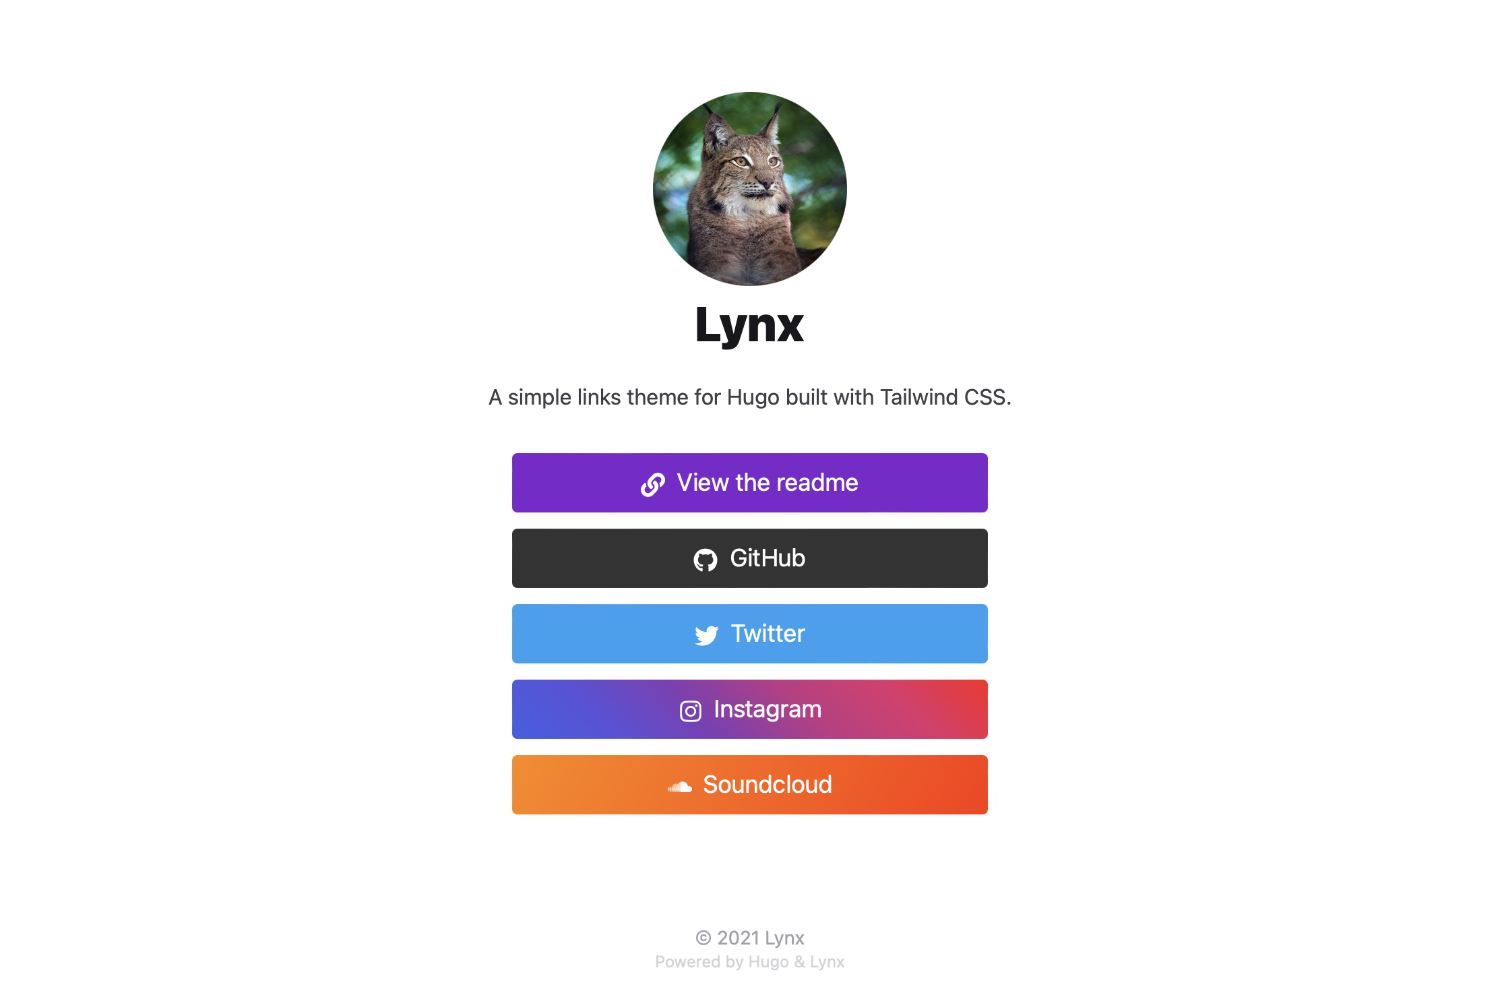 Lynx
A simple links theme for Hugo built with Tailwind CSS.
View the readme
GitHub
Twitter
Instagram
Soundcloud
© 2021 Lynx
Powered by Hugo & Lynx